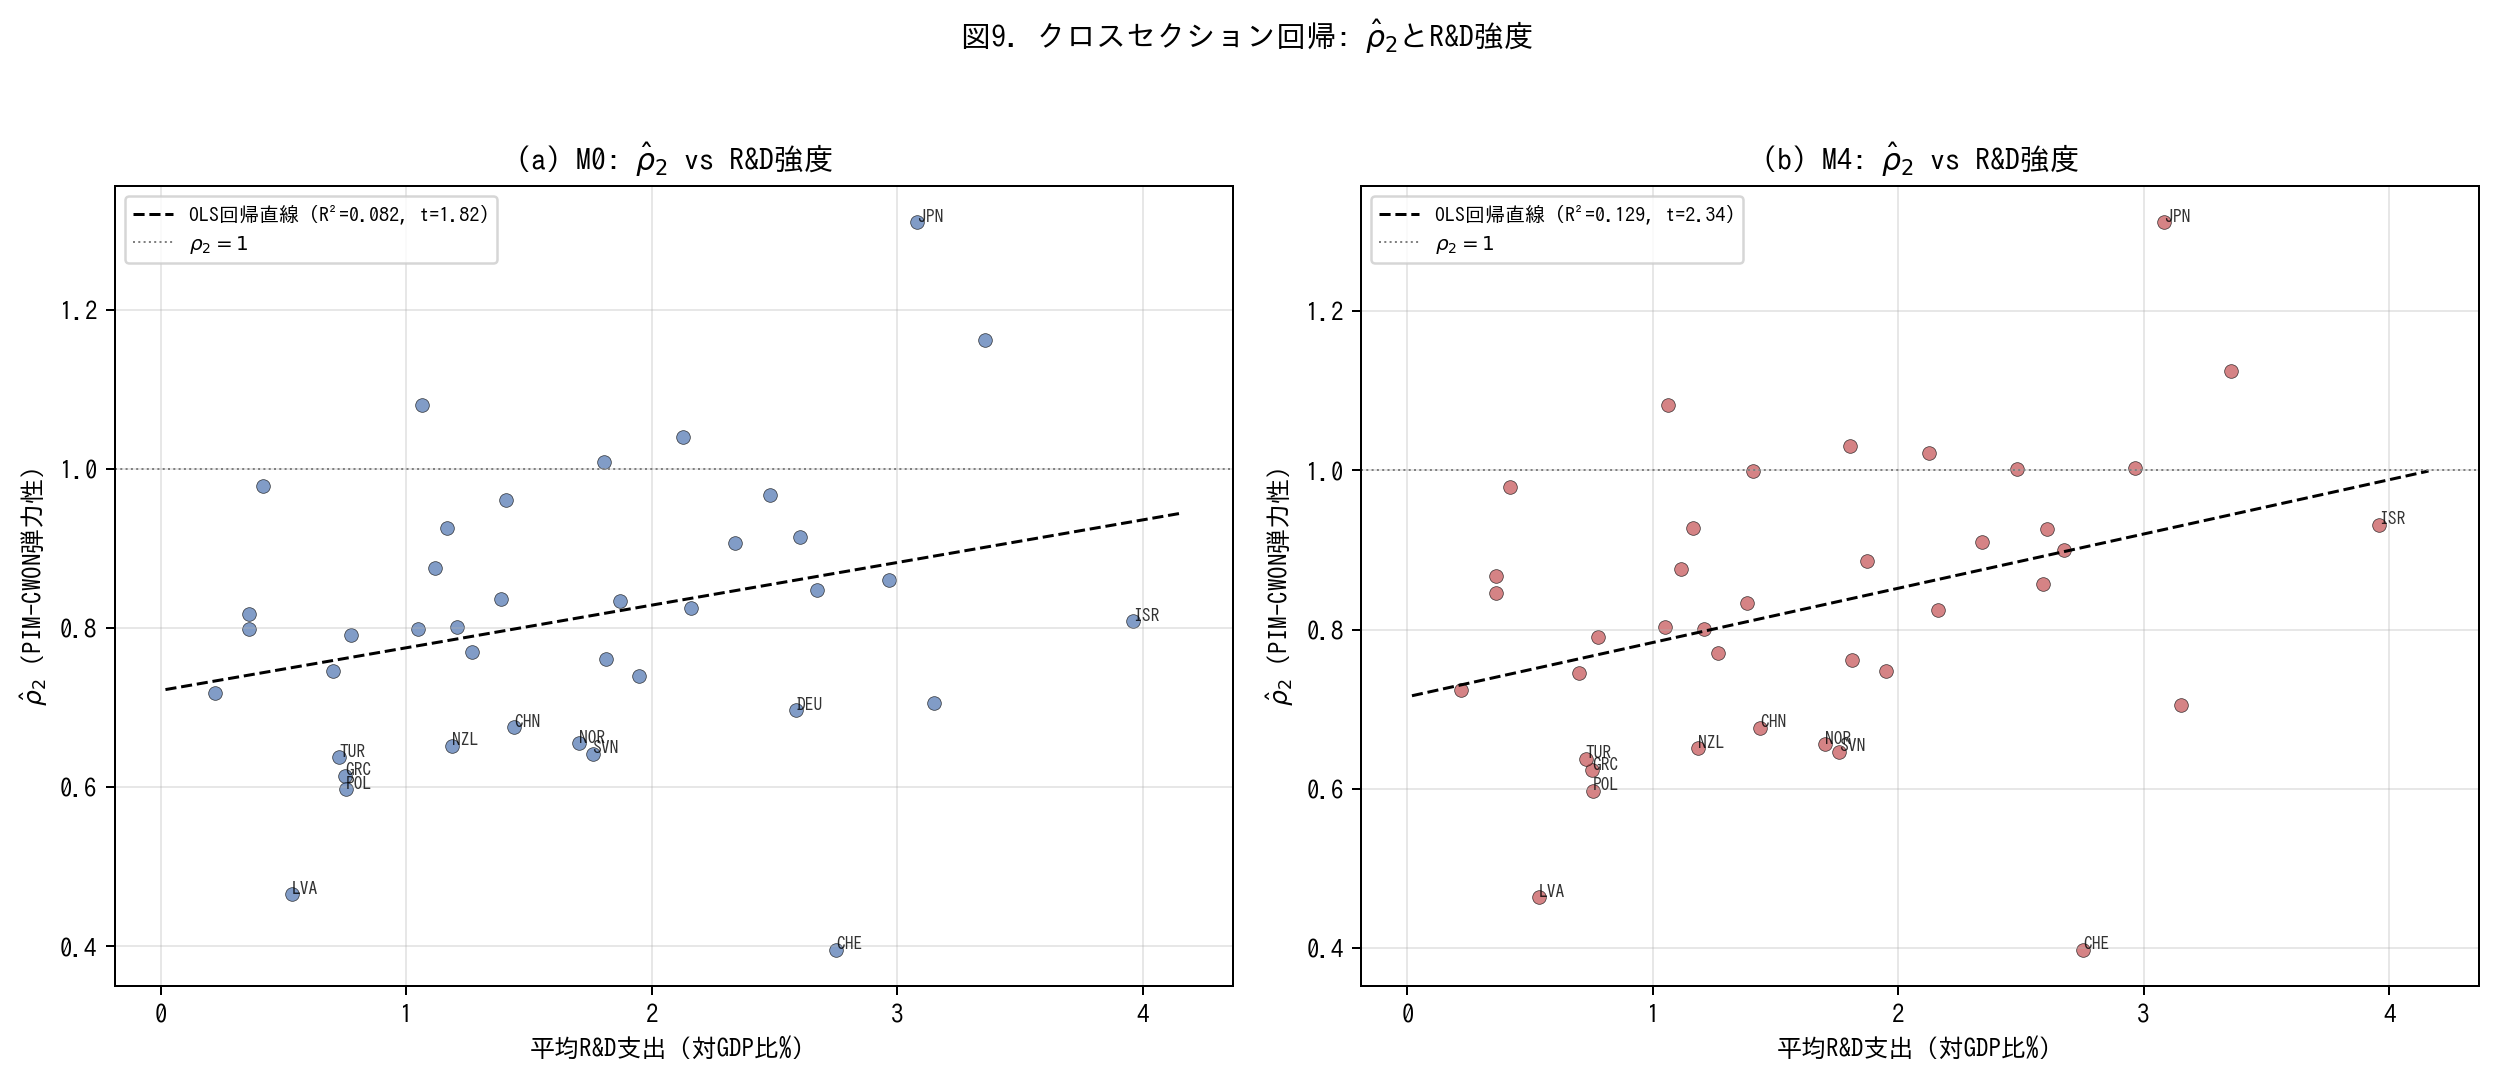 図9. クロスセクション回帰: ρ̂₂とR&D強度
(a) M0: ρ̂₂ vs R&D強度
OLS回帰直線 (R²=0.082, t=1.82)
ρ₂ = 1
JPN
ISR
DEU
CHN
NZL
NOR
SVN
TUR
GRC
POL
LVA
CHE
1.2
1.0
0.8
0.6
0.4
ρ̂₂ (PIM-CWON弾力性)
0 1 2 3 4
平均R&D支出 (対GDP比%)
(b) M4: ρ̂₂ vs R&D強度
OLS回帰直線 (R²=0.129, t=2.34)
ρ₂ = 1
JPN
ISR
CHN
NZL
NOR
SVN
TUR
GRC
POL
LVA
CHE
1.2
1.0
0.8
0.6
0.4
ρ̂₂ (PIM-CWON弾力性)
0 1 2 3 4
平均R&D支出 (対GDP比%)